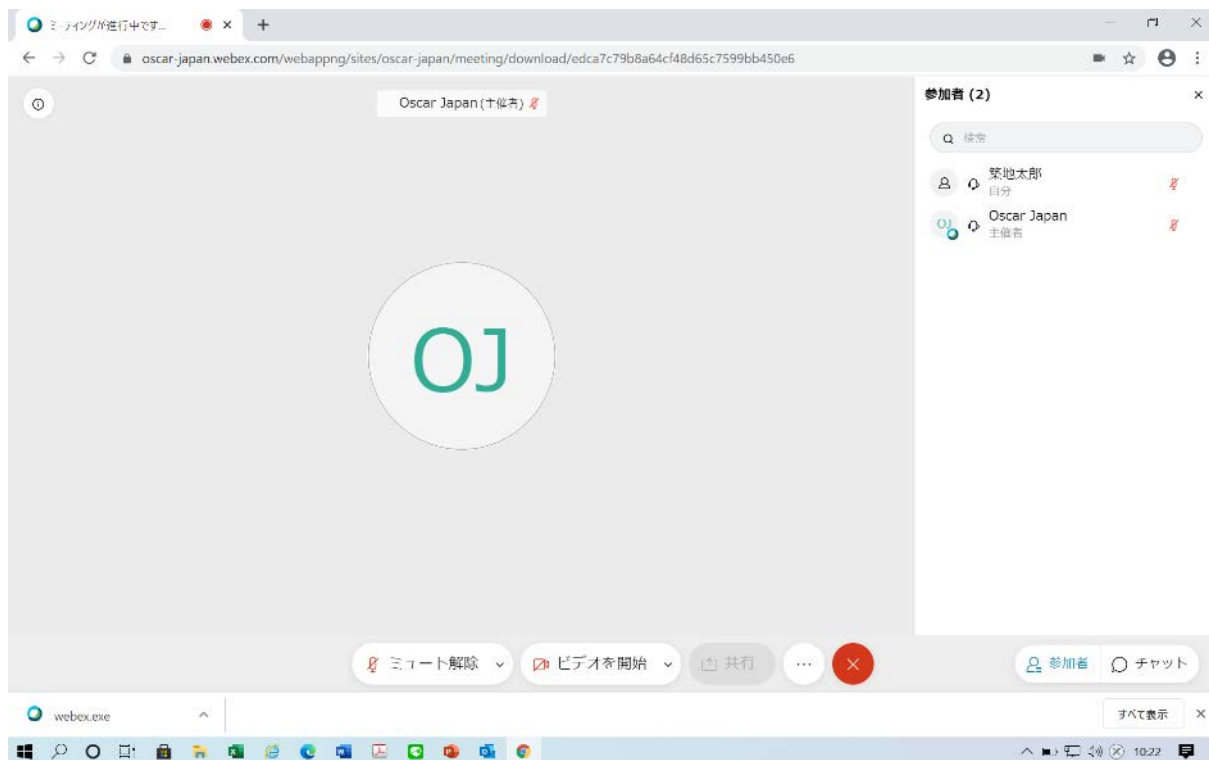 ミーティングが進行中です...
oscar-japan.webex.com/webappng/sites/oscar-japan/meeting/download/edca7c79b8a64cf48d65c7599bb450e6
Oscar Japan (主催者)
参加者 (2)
検索
築地太郎
自分
OJ
Oscar Japan
主催者
OJ
ミュート解除
ビデオを開始
共有
参加者
チャット
webex.exe
すべて表示
10:22